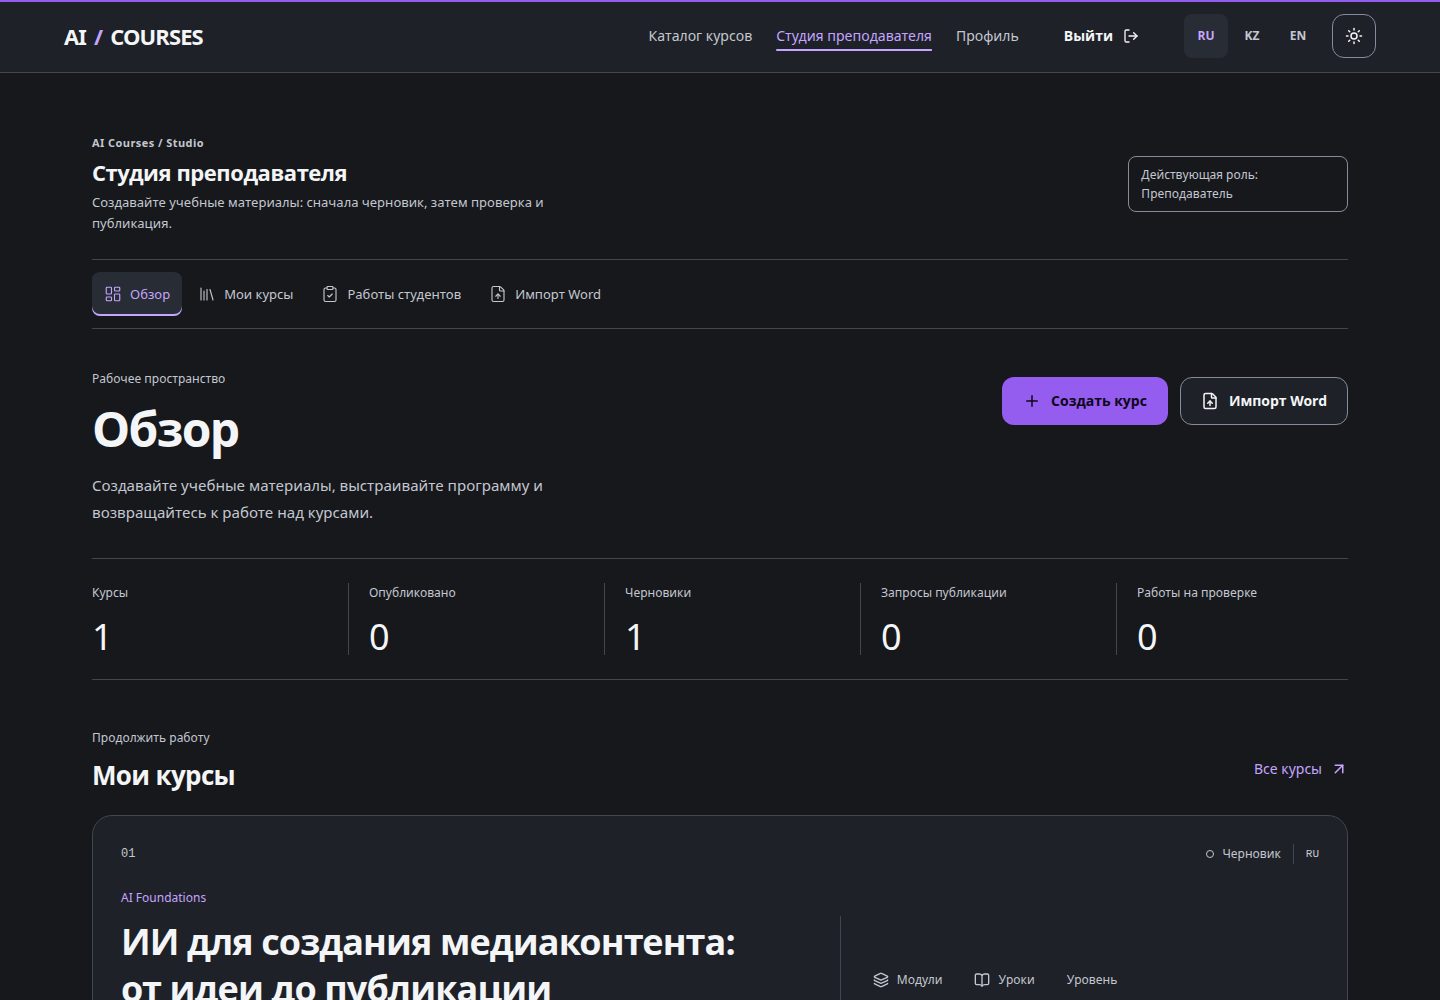 AI / COURSES
Каталог курсов
Студия преподавателя
Профиль
Выйти
RU
KZ
EN
AI Courses / Studio
Студия преподавателя
Создавайте учебные материалы: сначала черновик, затем проверка и
публикация.
Действующая роль:
Преподаватель
Обзор
Мои курсы
Работы студентов
Импорт Word
Рабочее пространство
Обзор
Создавайте учебные материалы, выстраивайте программу и
возвращайтесь к работе над курсами.
Создать курс
Импорт Word
Курсы
1
Опубликовано
0
Черновики
1
Запросы публикации
0
Работы на проверке
0
Продолжить работу
Мои курсы
Все курсы
01
Черновик
RU
AI Foundations
ИИ для создания медиаконтента:
от идеи до публикации
Модули
Уроки
Уровень